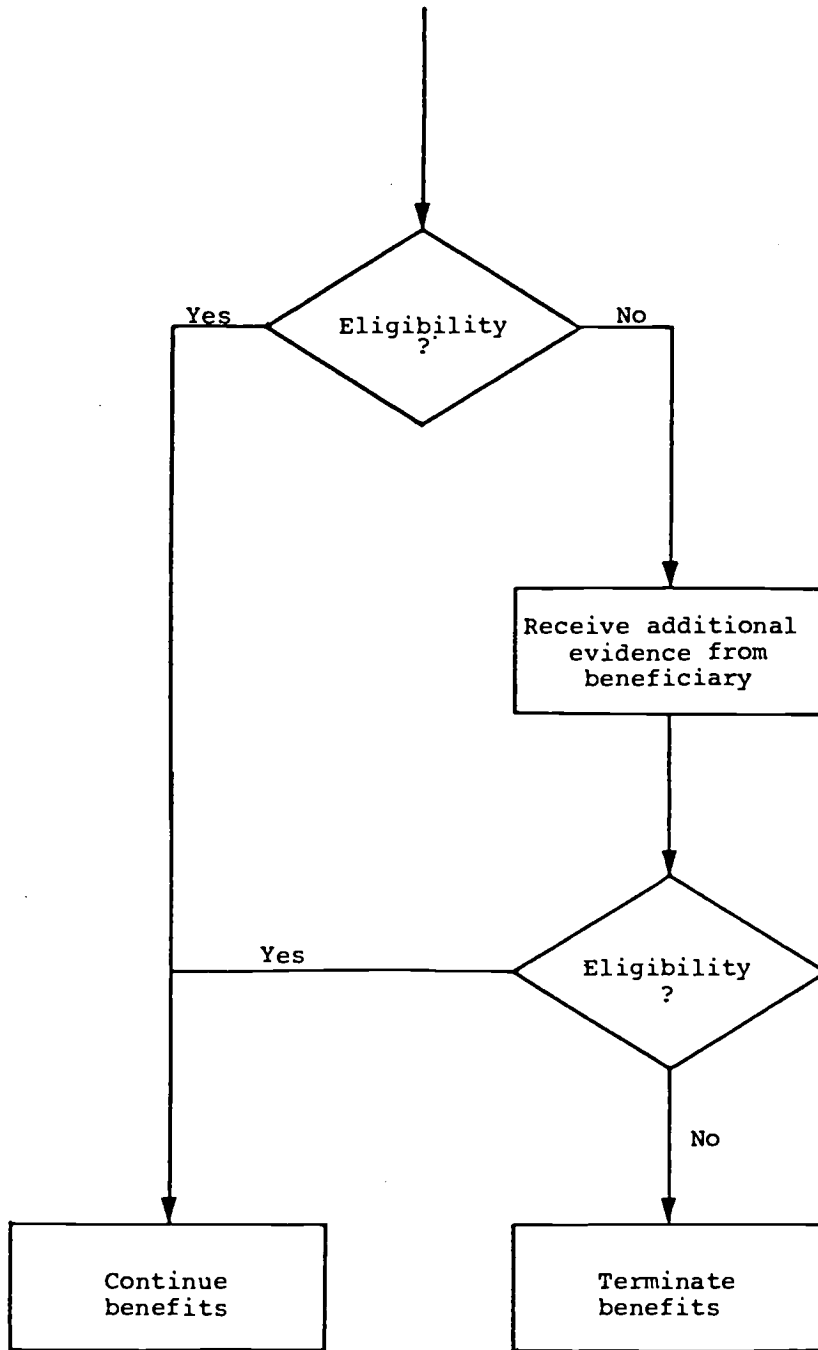 Yes
Eligibility
?
No
Receive additional
evidence from
beneficiary
Yes
Eligibility
?
No
Continue
benefits
Terminate
benefits